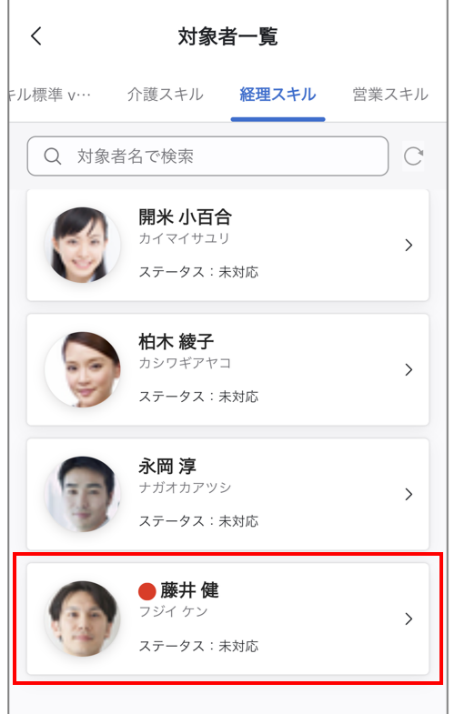 対象者一覧
キル標準 v… 介護スキル 経理スキル 営業スキル
対象者名で検索
開米 小百合
カイマイサユリ
ステータス：未対応
柏木 綾子
カシワギアヤコ
ステータス：未対応
永岡 淳
ナガオカアツシ
ステータス：未対応
藤井 健
フジイ ケン
ステータス：未対応